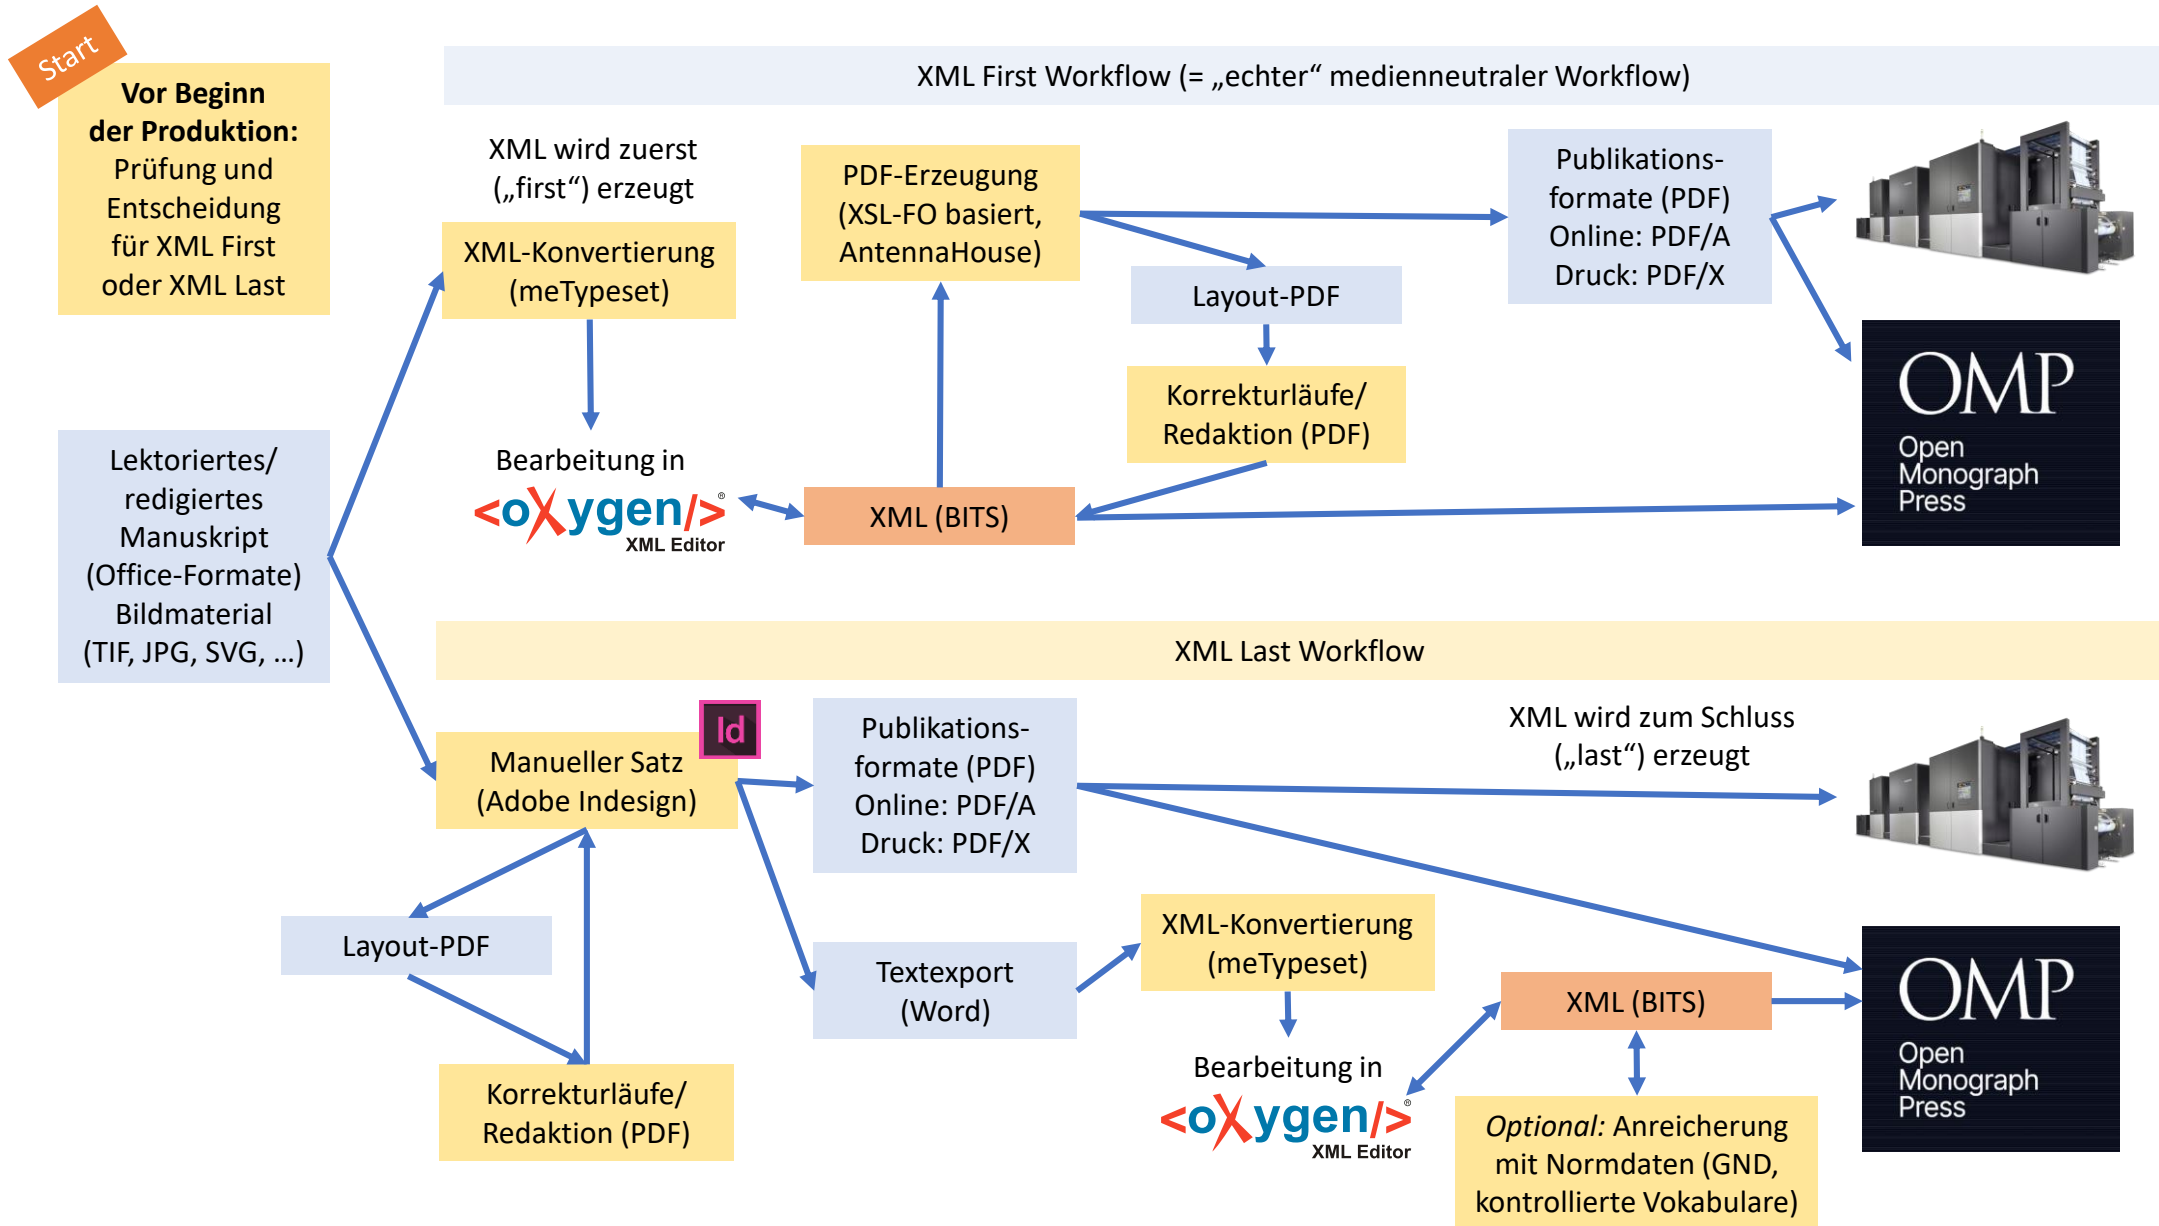 Start
Vor Beginn
der Produktion:
Prüfung und
Entscheidung
für XML First
oder XML Last
XML First Workflow (= „echter“ medienneutraler Workflow)
XML wird zuerst
(„first“) erzeugt
XML-Konvertierung
(meTypeset)
PDF-Erzeugung
(XSL-FO basiert,
AntennaHouse)
Publikations-
formate (PDF)
Online: PDF/A
Druck: PDF/X
Layout-PDF
Korrekturläufe/
Redaktion (PDF)
OMP
Open
Monograph
Press
Lektoriertes/
redigiertes
Manuskript
(Office-Formate)
Bildmaterial
(TIF, JPG, SVG, …)
Bearbeitung in
<oXygen/>®
XML Editor
XML (BITS)
XML Last Workflow
Id
Manueller Satz
(Adobe Indesign)
Publikations-
formate (PDF)
Online: PDF/A
Druck: PDF/X
XML wird zum Schluss
(„last“) erzeugt
Layout-PDF
Korrekturläufe/
Redaktion (PDF)
Textexport
(Word)
XML-Konvertierung
(meTypeset)
Bearbeitung in
<oXygen/>®
XML Editor
XML (BITS)
Optional: Anreicherung
mit Normdaten (GND,
kontrollierte Vokabulare)
OMP
Open
Monograph
Press